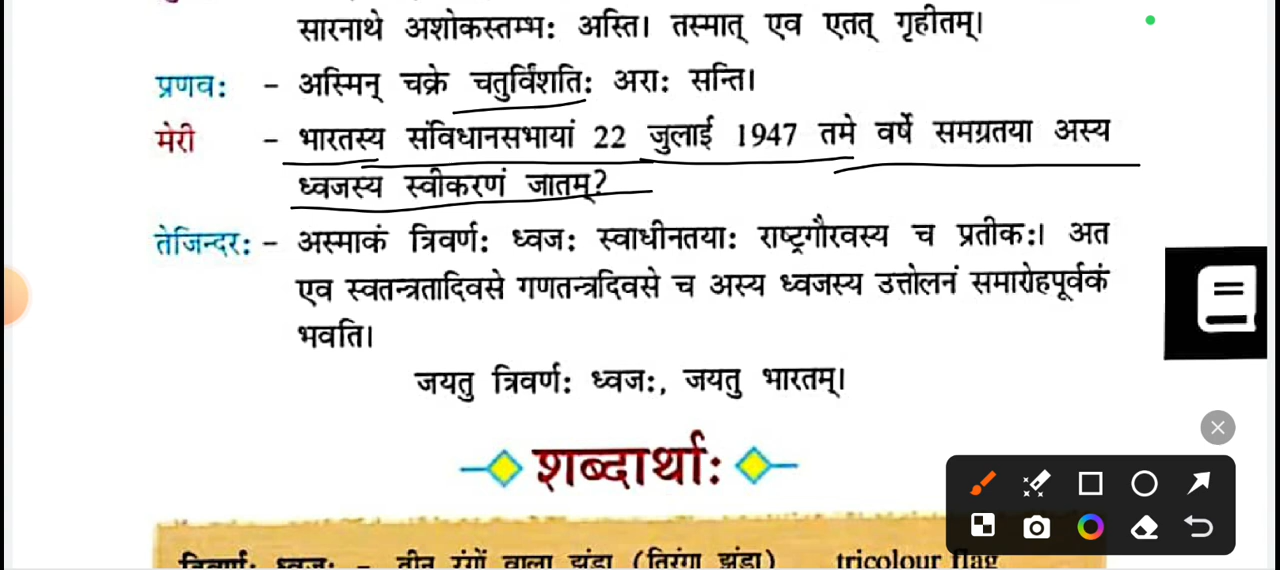 सारनाथे अशोकस्तम्भः अस्ति। तस्मात् एव एतत् गृहीतम्।
प्रणवः - अस्मिन् चक्रे चतुर्विंशतिः अराः सन्ति।
मेरी - भारतस्य संविधानसभायां 22 जुलाई 1947 तमे वर्षे समग्रतया अस्य
ध्वजस्य स्वीकरणं जातम्?
तेजिन्दरः - अस्माकं त्रिवर्णः ध्वजः स्वाधीनतयाः राष्ट्रगौरवस्य च प्रतीकः। अत
एव स्वतन्त्रतादिवसे गणतन्त्रदिवसे च अस्य ध्वजस्य उत्तोलनं समारोहपूर्वकं
भवति।
जयतु त्रिवर्णः ध्वजः, जयतु भारतम्।
शब्दार्थाः
त्रिवर्णः ध्वजः - तीन रंगों वाला झंडा (तिरंगा झंडा) tricolour flag